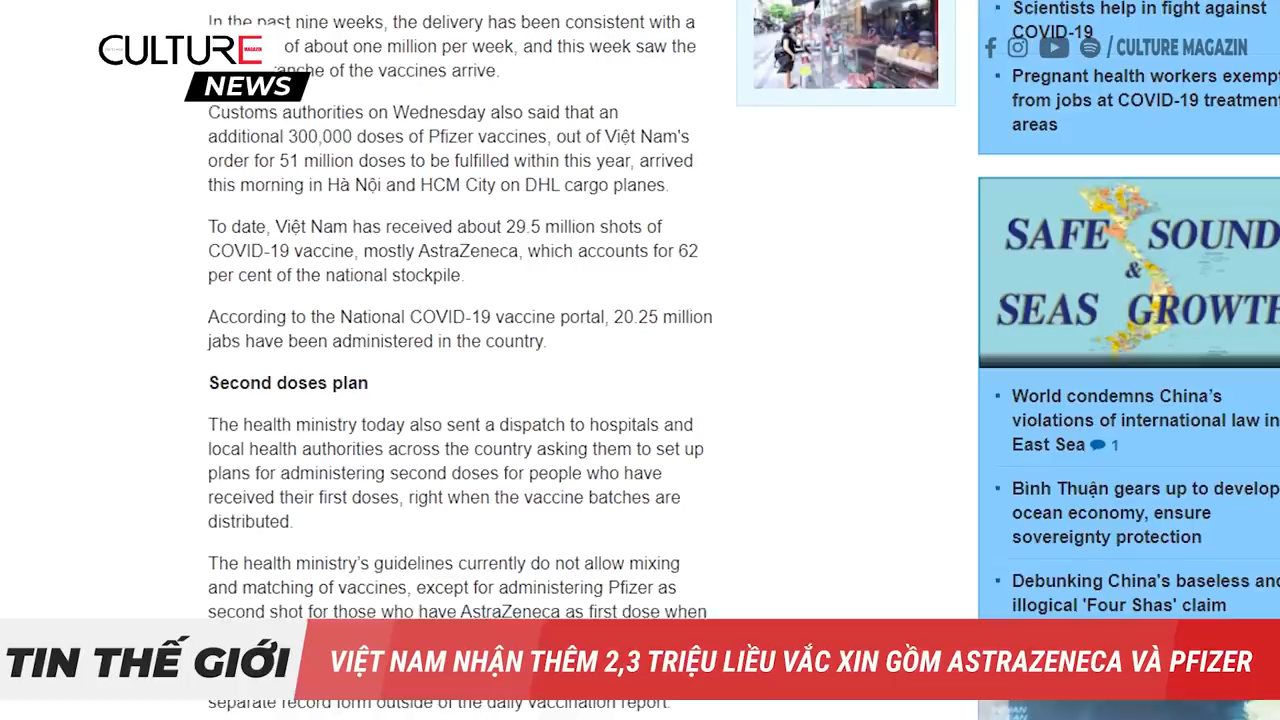 In the past nine weeks, the delivery has been consistent with a
of about one million per week, and this week saw the
of the vaccines arrive.
CULTURE
MAGAZIN
NEWS
Customs authorities on Wednesday also said that an
additional 300,000 doses of Pfizer vaccines, out of Việt Nam's
order for 51 million doses to be fulfilled within this year, arrived
this morning in Hà Nội and HCM City on DHL cargo planes.
To date, Việt Nam has received about 29.5 million shots of
COVID-19 vaccine, mostly AstraZeneca, which accounts for 62
per cent of the national stockpile.
According to the National COVID-19 vaccine portal, 20.25 million
jabs have been administered in the country.
Second doses plan
The health ministry today also sent a dispatch to hospitals and
local health authorities across the country asking them to set up
plans for administering second doses for people who have
received their first doses, right when the vaccine batches are
distributed.
The health ministry's guidelines currently do not allow mixing
and matching of vaccines, except for administering Pfizer as
second shot for those who have AstraZeneca as first dose when
separate record form outside of the daily vaccination report.
Scientists help in fight against
COVID-19
/ CULTURE MAGAZIN
Pregnant health workers exempt
from jobs at COVID-19 treatment
areas
SAFE SOUND
&
SEAS GROWTH
World condemns China's
violations of international law in
East Sea 1
Bình Thuận gears up to develop
ocean economy, ensure
sovereignty protection
Debunking China's baseless and
illogical 'Four Shas' claim
TIN THẾ GIỚI
VIỆT NAM NHẬN THÊM 2,3 TRIỆU LIỀU VẮC XIN GỒM ASTRAZENECA VÀ PFIZER